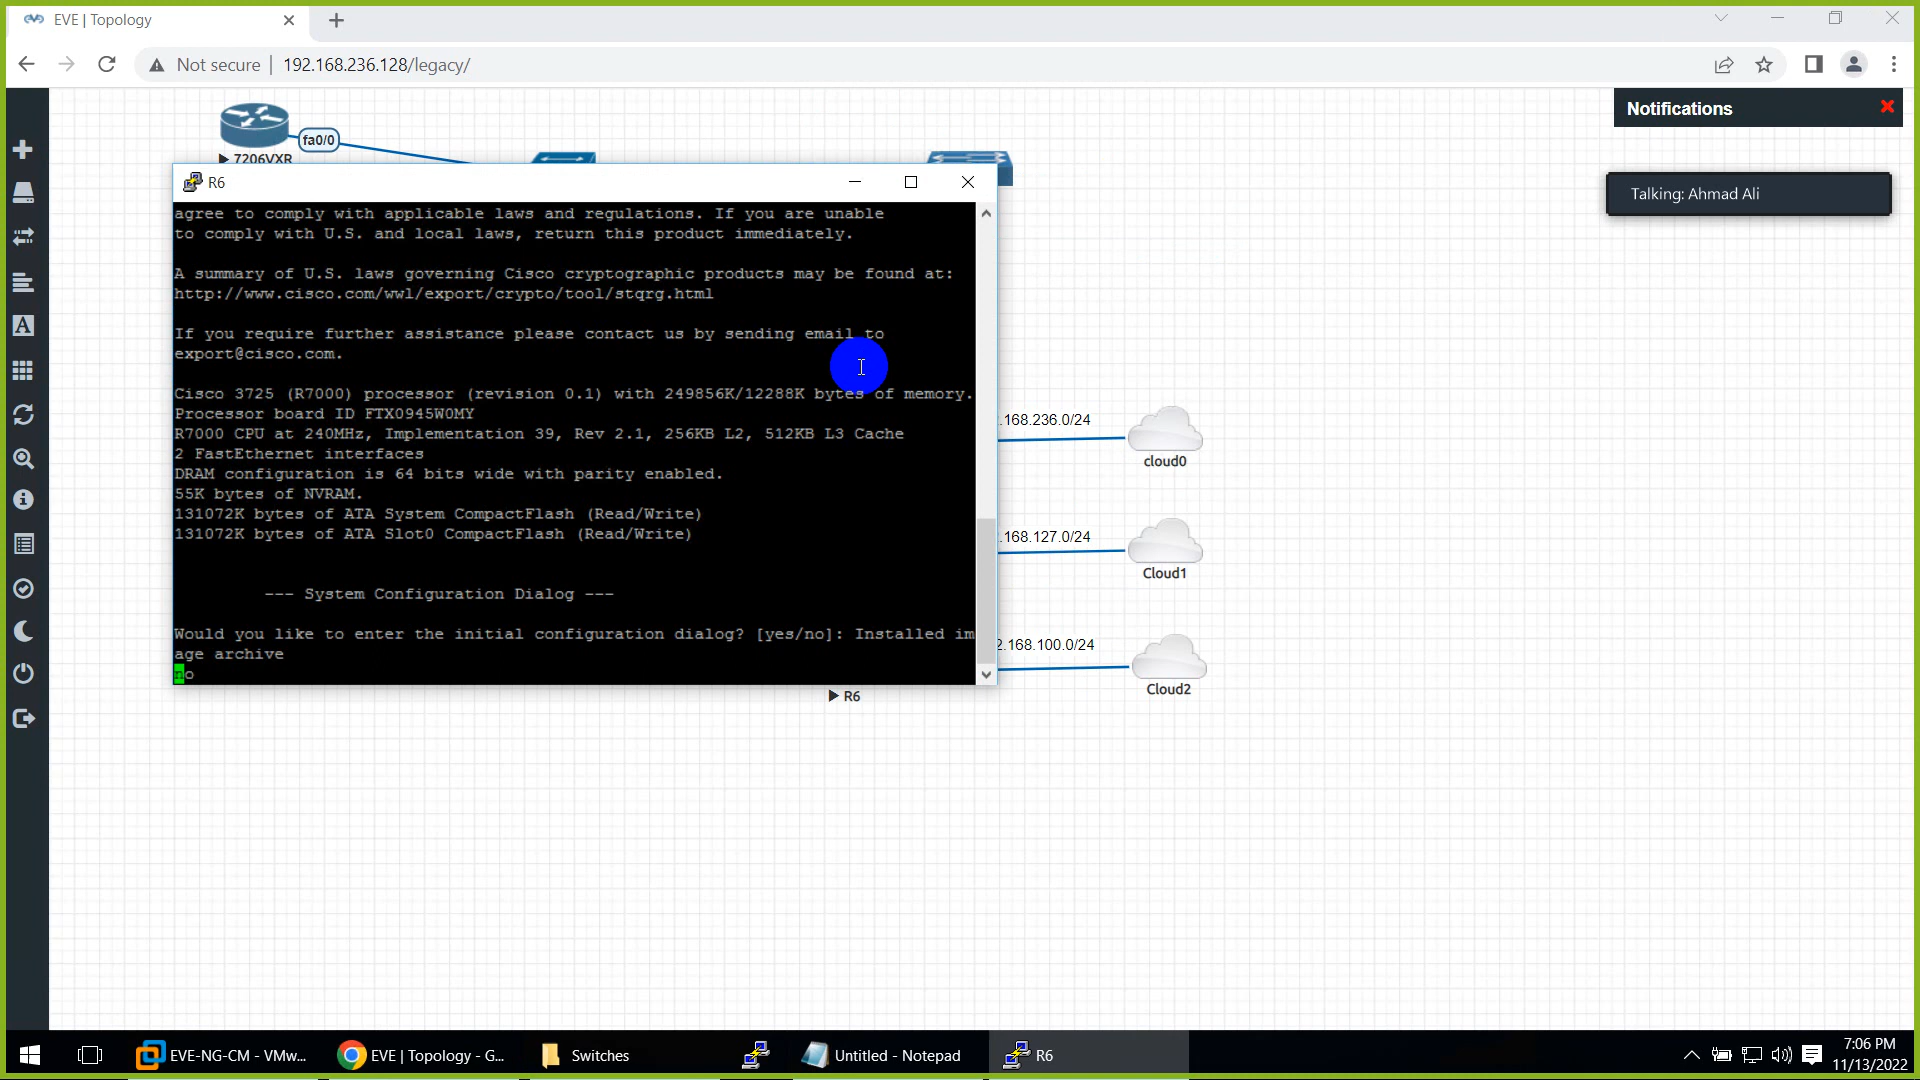 EVE | Topology
Not secure
192.168.236.128/legacy/
Notifications
Talking: Ahmad Ali
fa0/0
7206VXR
R6
agree to comply with applicable laws and regulations. If you are unable
to comply with U.S. and local laws, return this product immediately.
A summary of U.S. laws governing Cisco cryptographic products may be found at:
http://www.cisco.com/wwl/export/crypto/tool/stqrg.html
If you require further assistance please contact us by sending email to
export@cisco.com.
Cisco 3725 (R7000) processor (revision 0.1) with 249856K/12288K bytes of memory.
Processor board ID FTX0945W0MY
R7000 CPU at 240MHz, Implementation 39, Rev 2.1, 256KB L2, 512KB L3 Cache
2 FastEthernet interfaces
DRAM configuration is 64 bits wide with parity enabled.
55K bytes of NVRAM.
131072K bytes of ATA System CompactFlash (Read/Write)
131072K bytes of ATA Slot0 CompactFlash (Read/Write)
--- System Configuration Dialog ---
Would you like to enter the initial configuration dialog? [yes/no]: Installed im
age archive
no
.168.236.0/24
cloud0
.168.127.0/24
Cloud1
2.168.100.0/24
Cloud2
R6
EVE-NG-CM - VMw...
EVE | Topology - G...
Switches
Untitled - Notepad
R6
7:06 PM
11/13/2022